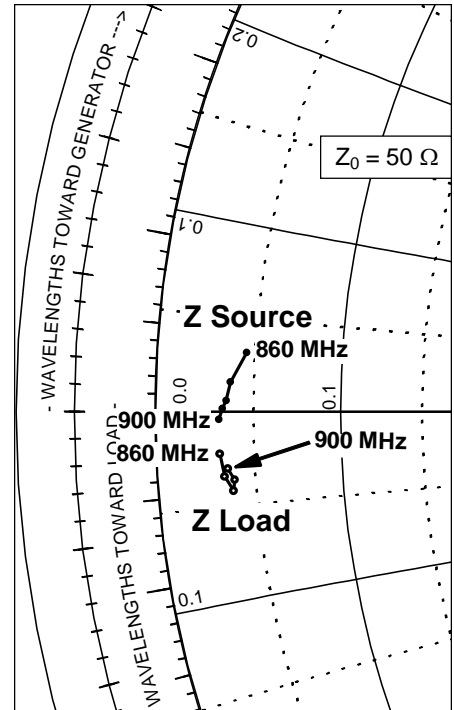 - WAVELENGTHS TOWARD GENERATOR --->
0.2
Z0 = 50 Ω
0.1
Z Source
860 MHz
0.0
0.1
900 MHz
860 MHz
900 MHz
Z Load
0.1
WAVELENGTHS TOWARD LOAD -